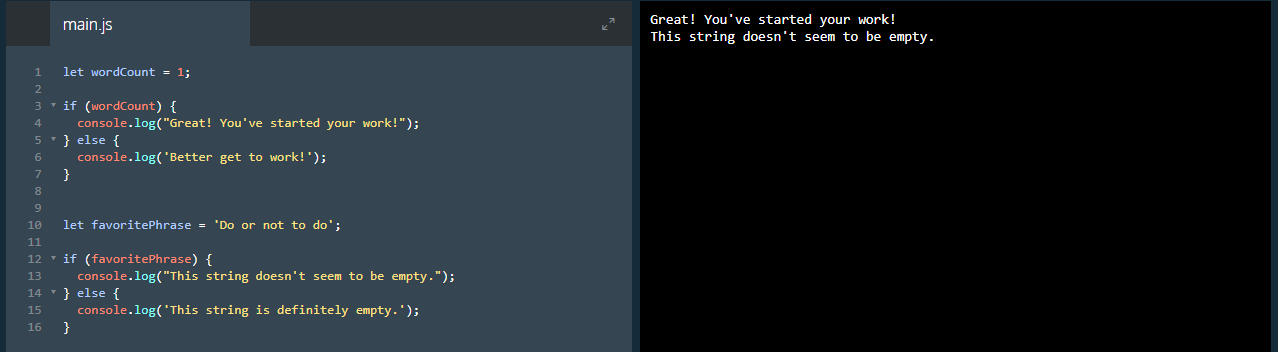 main.js
1 let wordCount = 1;
2
3 if (wordCount) {
4   console.log("Great! You've started your work!");
5 } else {
6   console.log('Better get to work!');
7 }
8
9
10 let favoritePhrase = 'Do or not to do';
11
12 if (favoritePhrase) {
13   console.log("This string doesn't seem to be empty.");
14 } else {
15   console.log('This string is definitely empty.');
16 }
Great! You've started your work!
This string doesn't seem to be empty.